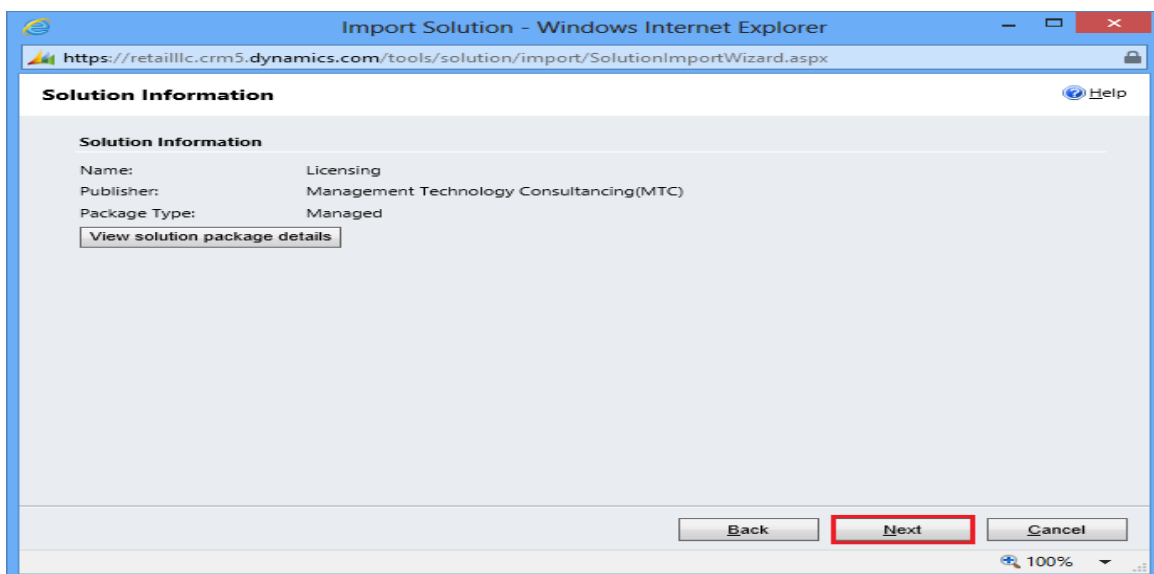 Import Solution - Windows Internet Explorer
https://retailllc.crm5.dynamics.com/tools/solution/import/SolutionImportWizard.aspx
Solution Information
Help
Solution Information
Name: Licensing
Publisher: Management Technology Consultancing(MTC)
Package Type: Managed
View solution package details
Back Next Cancel
100%